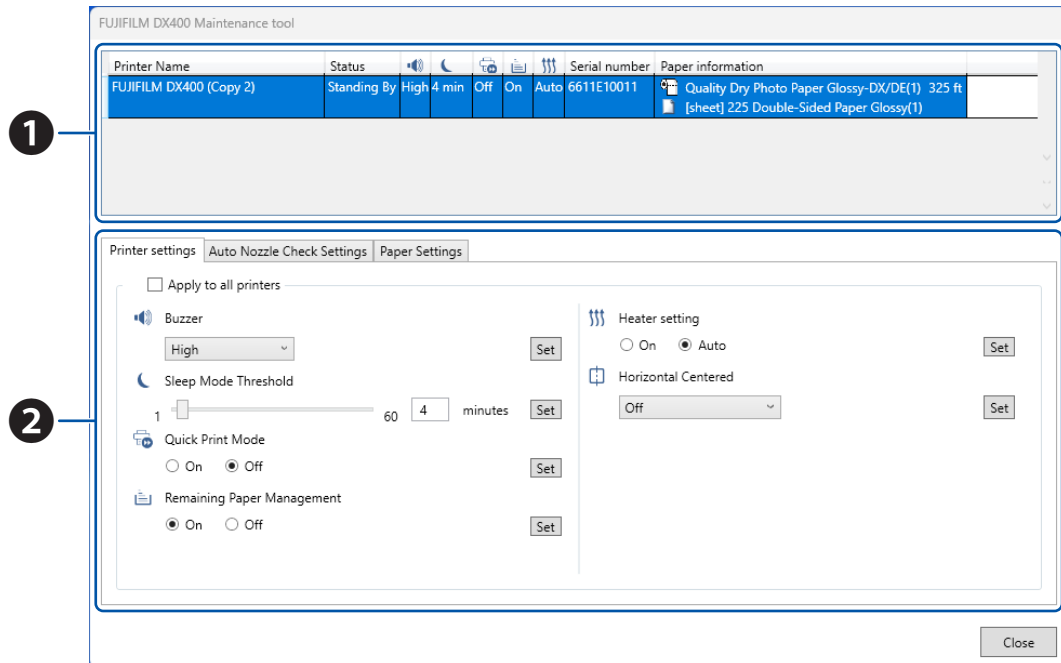 FUJIFILM DX400 Maintenance tool
1
Printer Name Status Serial number Paper information
FUJIFILM DX400 (Copy 2) Standing By High 4 min Off On Auto 6611E10011 Quality Dry Photo Paper Glossy-DX/DE(1) 325 ft
[sheet] 225 Double-Sided Paper Glossy(1)
2
Printer settings Auto Nozzle Check Settings Paper Settings
Apply to all printers
Buzzer
High Set
Sleep Mode Threshold
1 60 4 minutes Set
Quick Print Mode
On Off Set
Remaining Paper Management
On Off Set
Heater setting
On Auto Set
Horizontal Centered
Off Set
Close